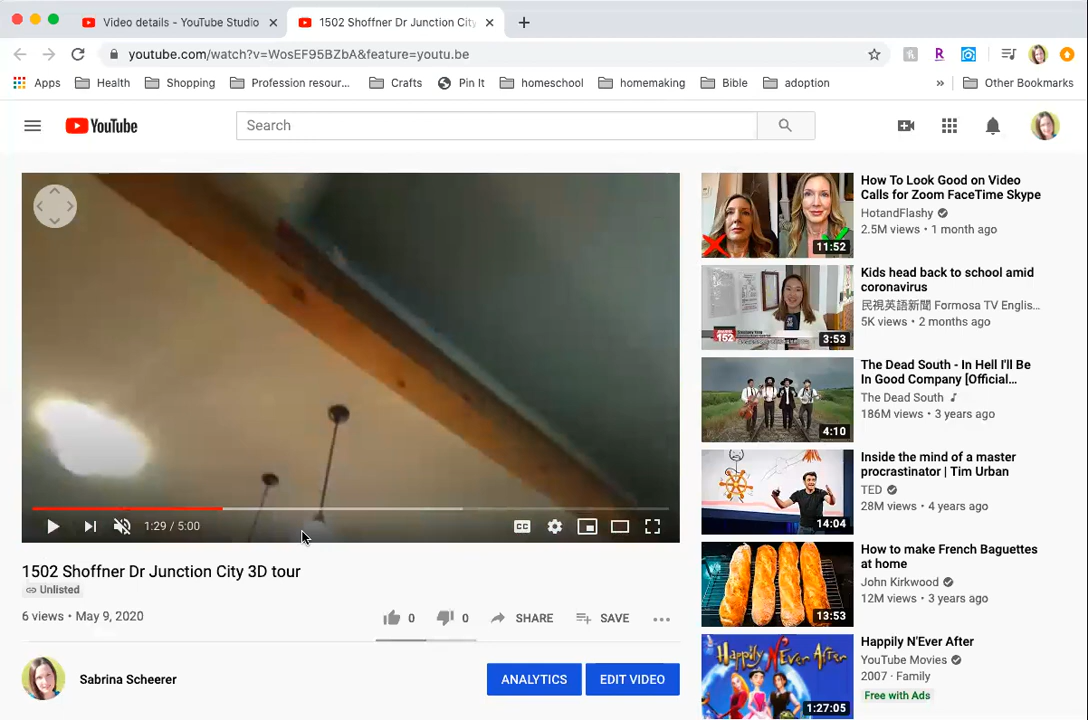 Video details - YouTube Studio
1502 Shoffner Dr Junction City
youtube.com/watch?v=WosEF95BZbA&feature=youtu.be
Apps Health Shopping Profession resour... Crafts Pin It homeschool homemaking Bible adoption » Other Bookmarks
YouTube
Search
How To Look Good on Video
Calls for Zoom FaceTime Skype
HotandFlashy
2.5M views • 1 month ago
11:52
Kids head back to school amid
coronavirus
民視英語新聞 Formosa TV Englis...
5K views • 2 months ago
152
3:53
The Dead South - In Hell I'll Be
In Good Company [Official...
The Dead South
186M views • 3 years ago
4:10
Inside the mind of a master
procrastinator | Tim Urban
TED
28M views • 4 years ago
14:04
How to make French Baguettes
at home
John Kirkwood
12M views • 3 years ago
13:53
Happily N'Ever After
YouTube Movies
2007 · Family
Free with Ads
Happily N'Ever After
1:27:05
1:29 / 5:00
CC
1502 Shoffner Dr Junction City 3D tour
Unlisted
6 views • May 9, 2020
0 0 SHARE SAVE ...
Sabrina Scheerer
ANALYTICS EDIT VIDEO